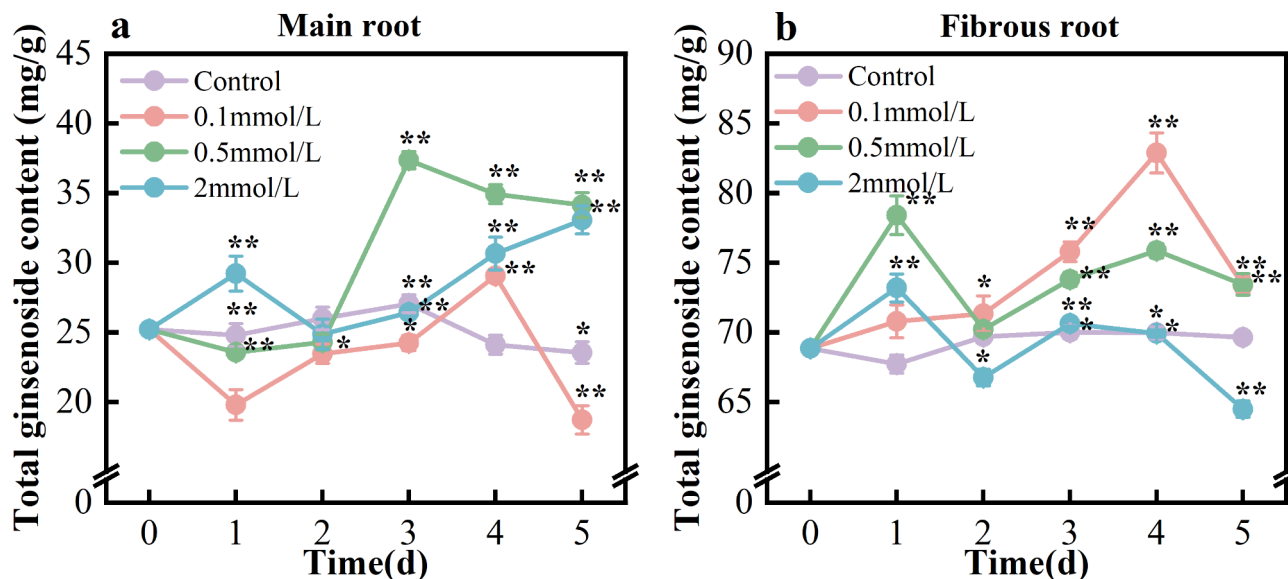 a Main root
Total ginsenoside content (mg/g)
45
40
35
30
25
20
0
Control
0.1mmol/L
0.5mmol/L
2mmol/L
**
**
**
**
**
**
**
**
**
**
**
*
*
*
**
0 1 2 3 4 5
Time(d)
b Fibrous root
Total ginsenoside content (mg/g)
90
85
80
75
70
65
0
Control
0.1mmol/L
0.5mmol/L
2mmol/L
**
**
**
*
*
**
**
**
*
**
**
*
*
**
**
**
0 1 2 3 4 5
Time(d)